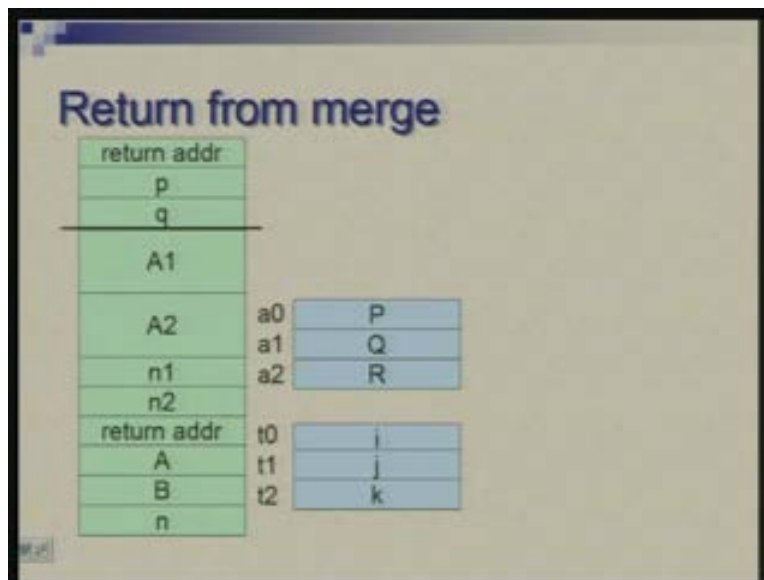 Return from merge
return addr
p
q
A1
A2
n1
n2
return addr
A
B
n
a0 P
a1 Q
a2 R
t0 i
t1 j
t2 k